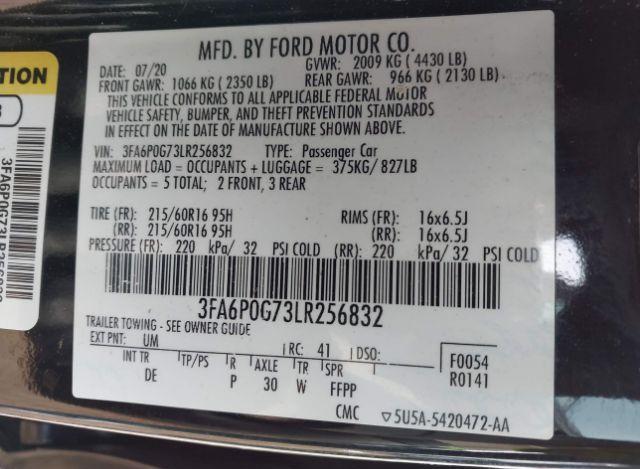 MFD. BY FORD MOTOR CO.
DATE: 07/20 GVWR: 2009 KG ( 4430 LB)
FRONT GAWR: 1066 KG ( 2350 LB) REAR GAWR: 966 KG ( 2130 LB)
THIS VEHICLE CONFORMS TO ALL APPLICABLE FEDERAL MOTOR
VEHICLE SAFETY, BUMPER, AND THEFT PREVENTION STANDARDS
IN EFFECT ON THE DATE OF MANUFACTURE SHOWN ABOVE.
VIN: 3FA6P0G73LR256832 TYPE: Passenger Car
MAXIMUM LOAD = OCCUPANTS + LUGGAGE = 375KG/ 827LB
OCCUPANTS = 5 TOTAL; 2 FRONT, 3 REAR
TIRE (FR): 215/60R16 95H RIMS (FR): 16x6.5J
(RR): 215/60R16 95H (RR): 16x6.5J
PRESSURE (FR): 220 kPa/ 32 PSI COLD (RR): 220 kPa/ 32 PSI COLD
3FA6P0G73LR256832
TRAILER TOWING - SEE OWNER GUIDE
EXT PNT: UM RC: 41 DSO: F0054
R0141
INT TR TP/PS R AXLE TR SPR
DE P 30 W FFPP
CMC 5U5A-5420472-AA
TION
3FA6P0G73LR256832